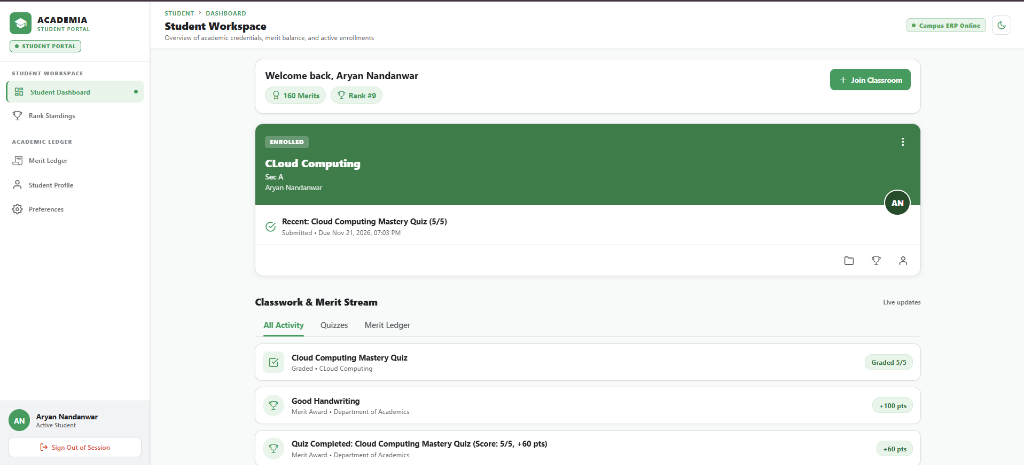 ACADEMIA
STUDENT PORTAL
STUDENT PORTAL
STUDENT WORKSPACE
Student Dashboard
Rank Standings
ACADEMIC LEDGER
Merit Ledger
Student Profile
Preferences
AN
Aryan Nandanwar
Active Student
Sign Out of Session
STUDENT > DASHBOARD
Student Workspace
Overview of academic credentials, merit balance, and active enrollments
Campus ERP Online
Welcome back, Aryan Nandanwar
160 Merits
Rank #9
+ Join Classroom
ENROLLED
CLoud Computing
Sec A
Aryan Nandanwar
AN
Recent: Cloud Computing Mastery Quiz (5/5)
Submitted • Due Nov 21, 2026, 07:03 PM
Classwork & Merit Stream
Live updates
All Activity
Quizzes
Merit Ledger
Cloud Computing Mastery Quiz
Graded • CLoud Computing
Graded 5/5
Good Handwriting
Merit Award • Department of Academics
+100 pts
Quiz Completed: Cloud Computing Mastery Quiz (Score: 5/5, +60 pts)
Merit Award • Department of Academics
+60 pts